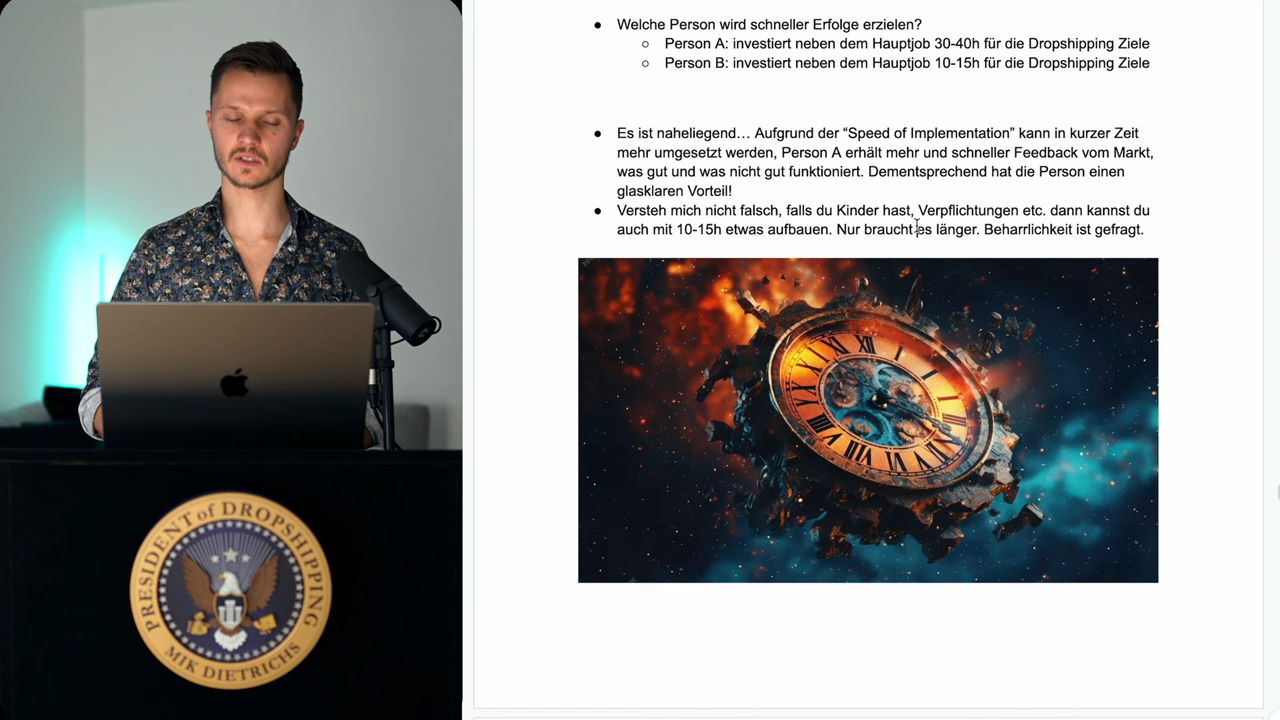 Welche Person wird schneller Erfolge erzielen?
Person A: investiert neben dem Hauptjob 30-40h für die Dropshipping Ziele
Person B: investiert neben dem Hauptjob 10-15h für die Dropshipping Ziele
Es ist naheliegend… Aufgrund der “Speed of Implementation” kann in kurzer Zeit
mehr umgesetzt werden, Person A erhält mehr und schneller Feedback vom Markt,
was gut und was nicht gut funktioniert. Dementsprechend hat die Person einen
glasklaren Vorteil!
Versteh mich nicht falsch, falls du Kinder hast, Verpflichtungen etc. dann kannst du
auch mit 10-15h etwas aufbauen. Nur braucht es länger. Beharrlichkeit ist gefragt.
PRESIDENT of DROPSHIPPING
MIK DIETRICHS
XII
I